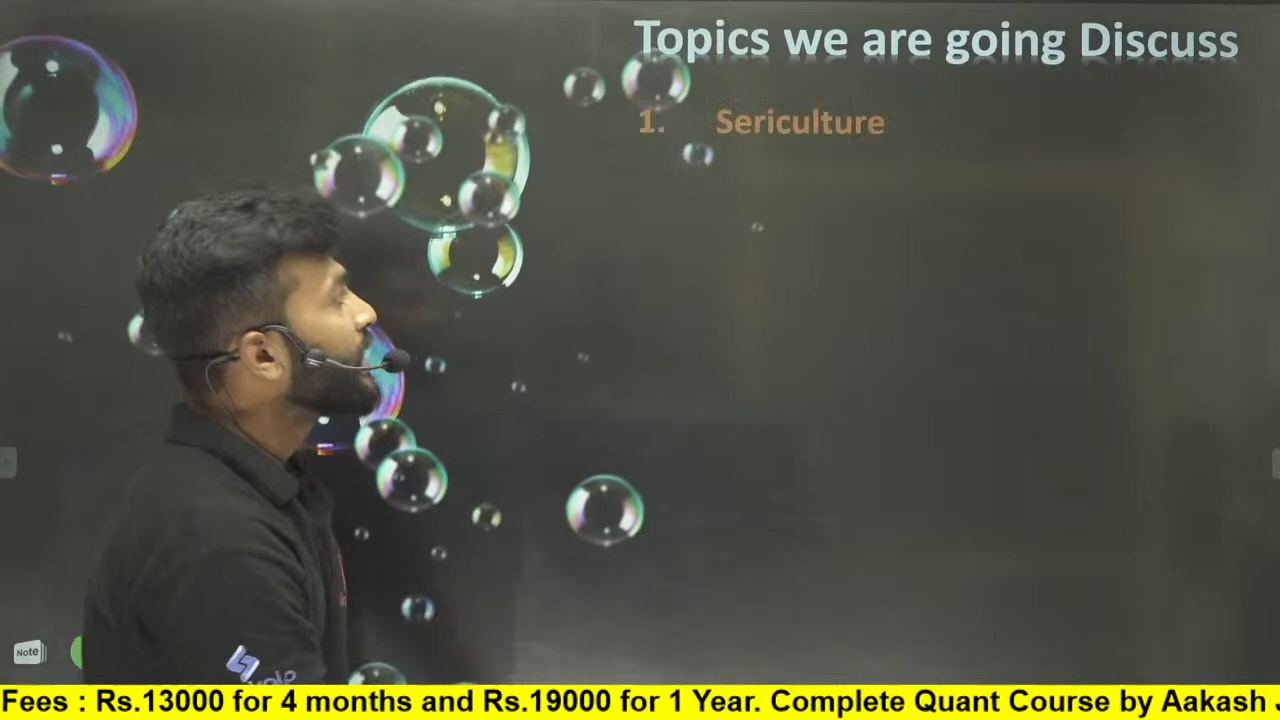 Topics we are going Discuss
1. Sericulture
Note
Fees : Rs.13000 for 4 months and Rs.19000 for 1 Year. Complete Quant Course by Aakash